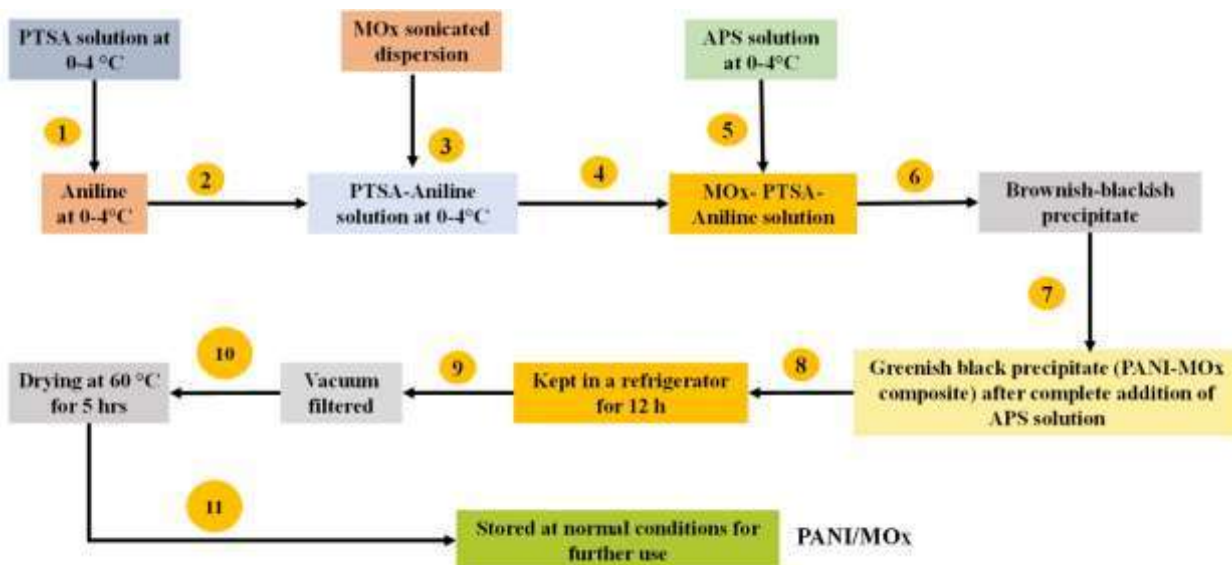 PTSA solution at
0-4 °C
MOx sonicated
dispersion
APS solution
at 0-4°C
1
3
5
Aniline
at 0-4°C
2
PTSA-Aniline
solution at 0-4°C
4
MOx- PTSA-
Aniline solution
6
Brownish-blackish
precipitate
7
Greenish black precipitate (PANI-MOx
composite) after complete addition of
APS solution
8
Kept in a refrigerator
for 12 h
9
Vacuum
filtered
10
Drying at 60 °C
for 5 hrs
11
Stored at normal conditions for
further use
PANI/MOx